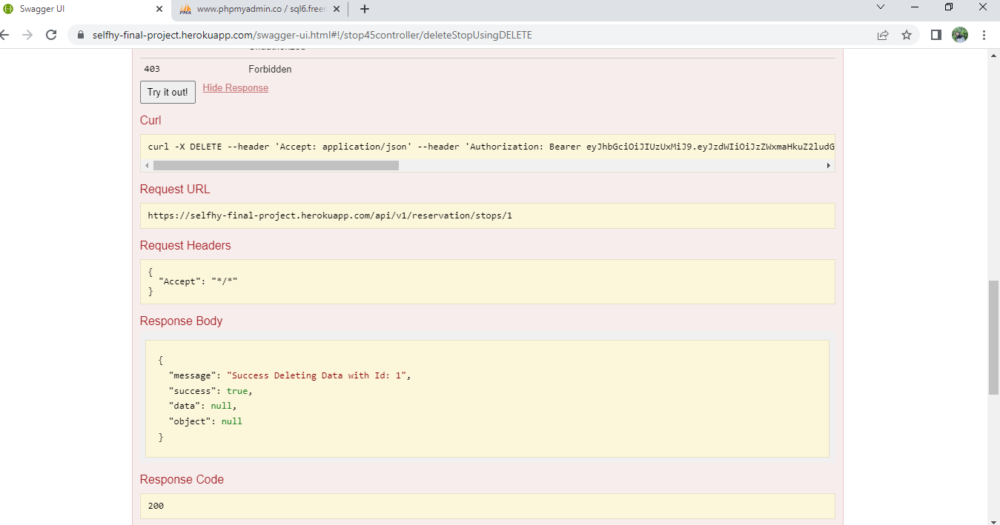 Swagger UI
PMA
www.phpmyadmin.co / sql6.freem
selfhy-final-project.herokuapp.com/swagger-ui.html#!/stop45controller/deleteStopUsingDELETE
403 Forbidden
Try it out! Hide Response
Curl
curl -X DELETE --header 'Accept: application/json' --header 'Authorization: Bearer eyJhbGciOiJIUzUxMiJ9.eyJzdWIiOiJzZWxmaHkuZ2ludG
Request URL
https://selfhy-final-project.herokuapp.com/api/v1/reservation/stops/1
Request Headers
{
"Accept": "*/*"
}
Response Body
{
"message": "Success Deleting Data with Id: 1",
"success": true,
"data": null,
"object": null
}
Response Code
200